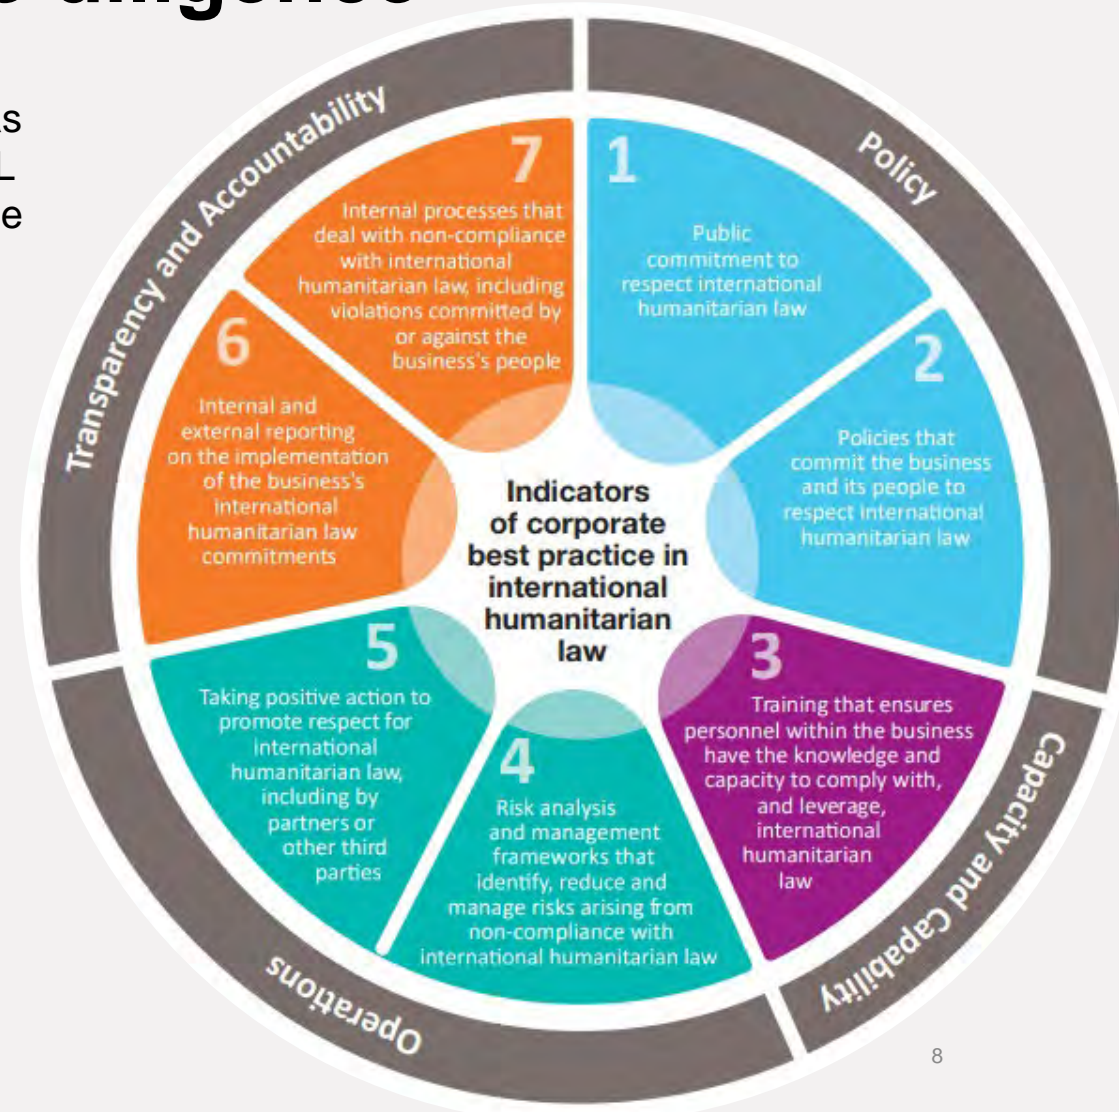 diligence
7
Internal processes that
deal with non-compliance
with international
humanitarian law, including
violations committed by
or against the
business's people
1
Public
commitment to
respect international
humanitarian law
2
Policies that
commit the business
and its people to
respect international
humanitarian law
3
Training that ensures
personnel within the business
have the knowledge and
capacity to comply with,
and leverage,
international
humanitarian
law
4
Risk analysis
and management
frameworks that
identify, reduce and
manage risks arising from
non-compliance with
international humanitarian law
5
Taking positive action to
promote respect for
international
humanitarian law,
including by
partners or
other third
parties
6
Internal and
external reporting
on the implementation
of the business's
international
humanitarian law
commitments
Indicators
of corporate
best practice in
international
humanitarian
law
Policy
Capacity and Capability
Operations
Transparency and Accountability
8